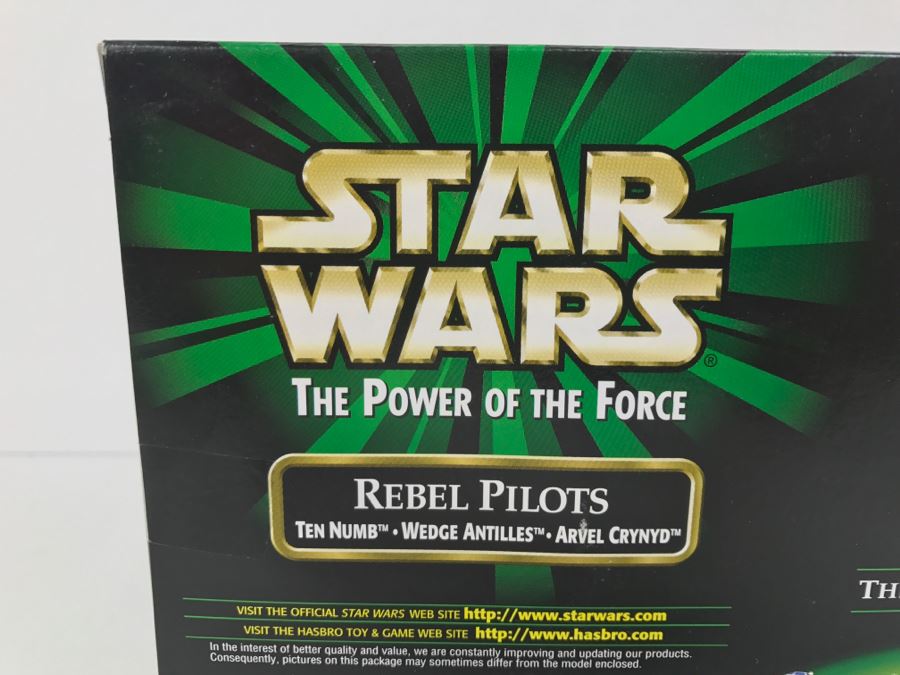 STAR
WARS®
THE POWER OF THE FORCE
REBEL PILOTS
TEN NUMB™ • WEDGE ANTILLES™ • ARVEL CRYNYD™
VISIT THE OFFICIAL STAR WARS WEB SITE http://www.starwars.com
VISIT THE HASBRO TOY & GAME WEB SITE http://www.hasbro.com
In the interest of better quality and value, we are constantly improving and updating our products.
Consequently, pictures on this package may sometimes differ from the model enclosed.